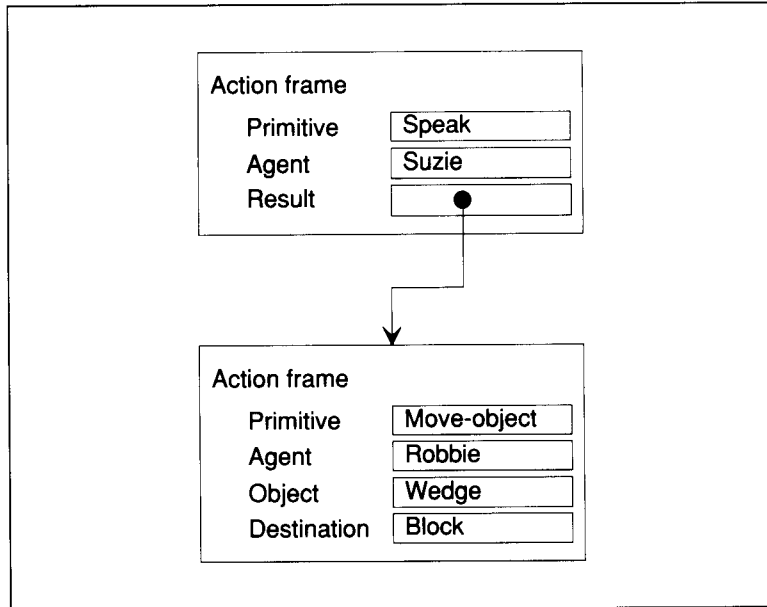 Action frame
Primitive Speak
Agent Suzie
Result
Action frame
Primitive Move-object
Agent Robbie
Object Wedge
Destination Block